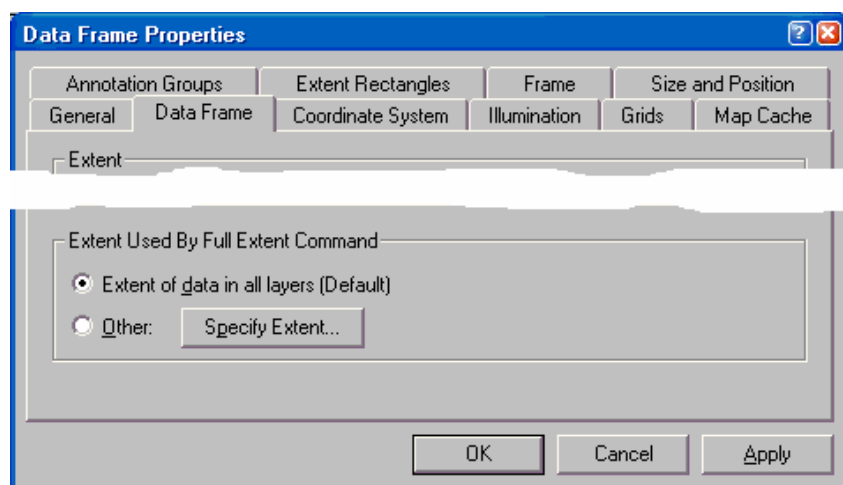 Data Frame Properties
Annotation Groups Extent Rectangles Frame Size and Position
General Data Frame Coordinate System Illumination Grids Map Cache
Extent
Extent Used By Full Extent Command
Extent of data in all layers (Default)
Other: Specify Extent...
OK Cancel Apply